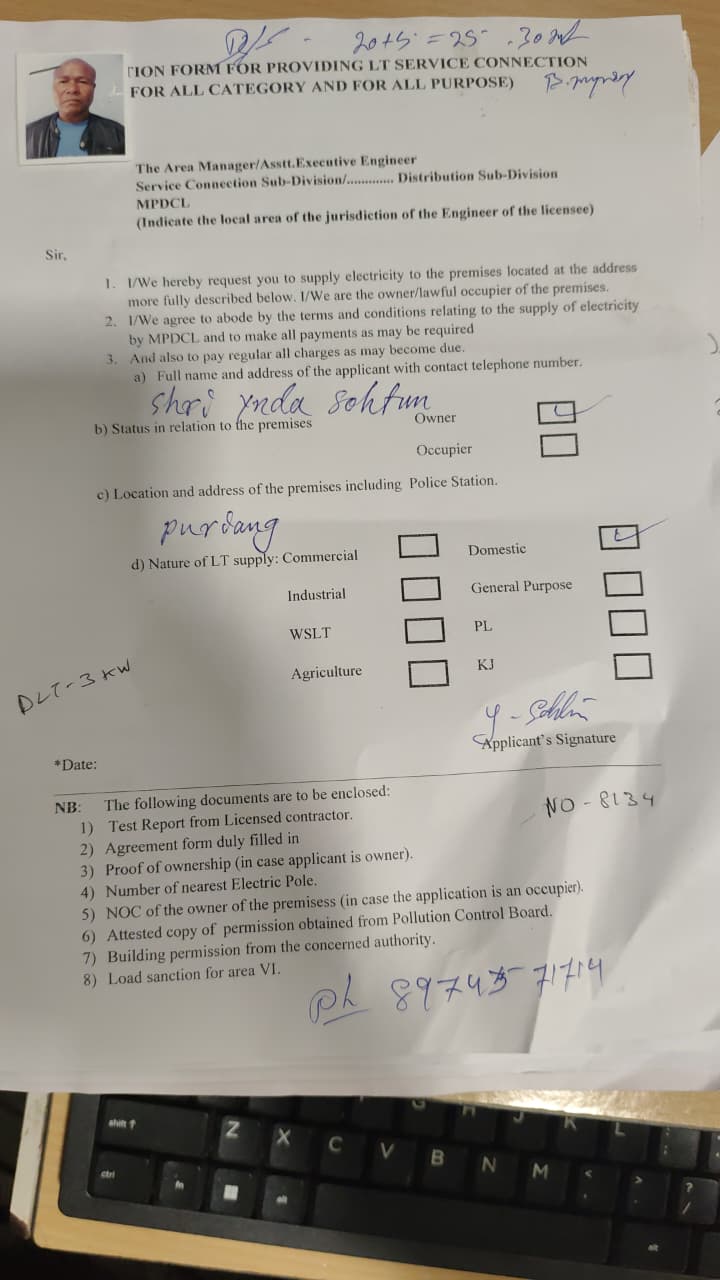 20+5 = 25 .30
TION FORM FOR PROVIDING LT SERVICE CONNECTION
FOR ALL CATEGORY AND FOR ALL PURPOSE)
The Area Manager/Asstt.Executive Engineer
Service Connection Sub-Division/............. Distribution Sub-Division
MPDCL
(Indicate the local area of the jurisdiction of the Engineer of the licensee)
Sir,
1. I/We hereby request you to supply electricity to the premises located at the address
more fully described below. I/We are the owner/lawful occupier of the premises.
2. I/We agree to abode by the terms and conditions relating to the supply of electricity
by MPDCL and to make all payments as may be required
3. And also to pay regular all charges as may become due.
a) Full name and address of the applicant with contact telephone number.
Shri Ynda Sohtun
b) Status in relation to the premises Owner
Occupier
c) Location and address of the premises including Police Station.
purdang
d) Nature of LT supply: Commercial Domestic
Industrial General Purpose
WSLT PL
Agriculture KJ
DLT-3 KW
Y-
Applicant's Signature
*Date:
NB: The following documents are to be enclosed:
NO-8134
1) Test Report from Licensed contractor.
2) Agreement form duly filled in
3) Proof of ownership (in case applicant is owner).
4) Number of nearest Electric Pole.
5) NOC of the owner of the premisess (in case the application is an occupier).
6) Attested copy of permission obtained from Pollution Control Board.
7) Building permission from the concerned authority.
8) Load sanction for area VI.
Ph 89745 71714
shift Z X C V B N M < > ? /
ctrl fn alt alt